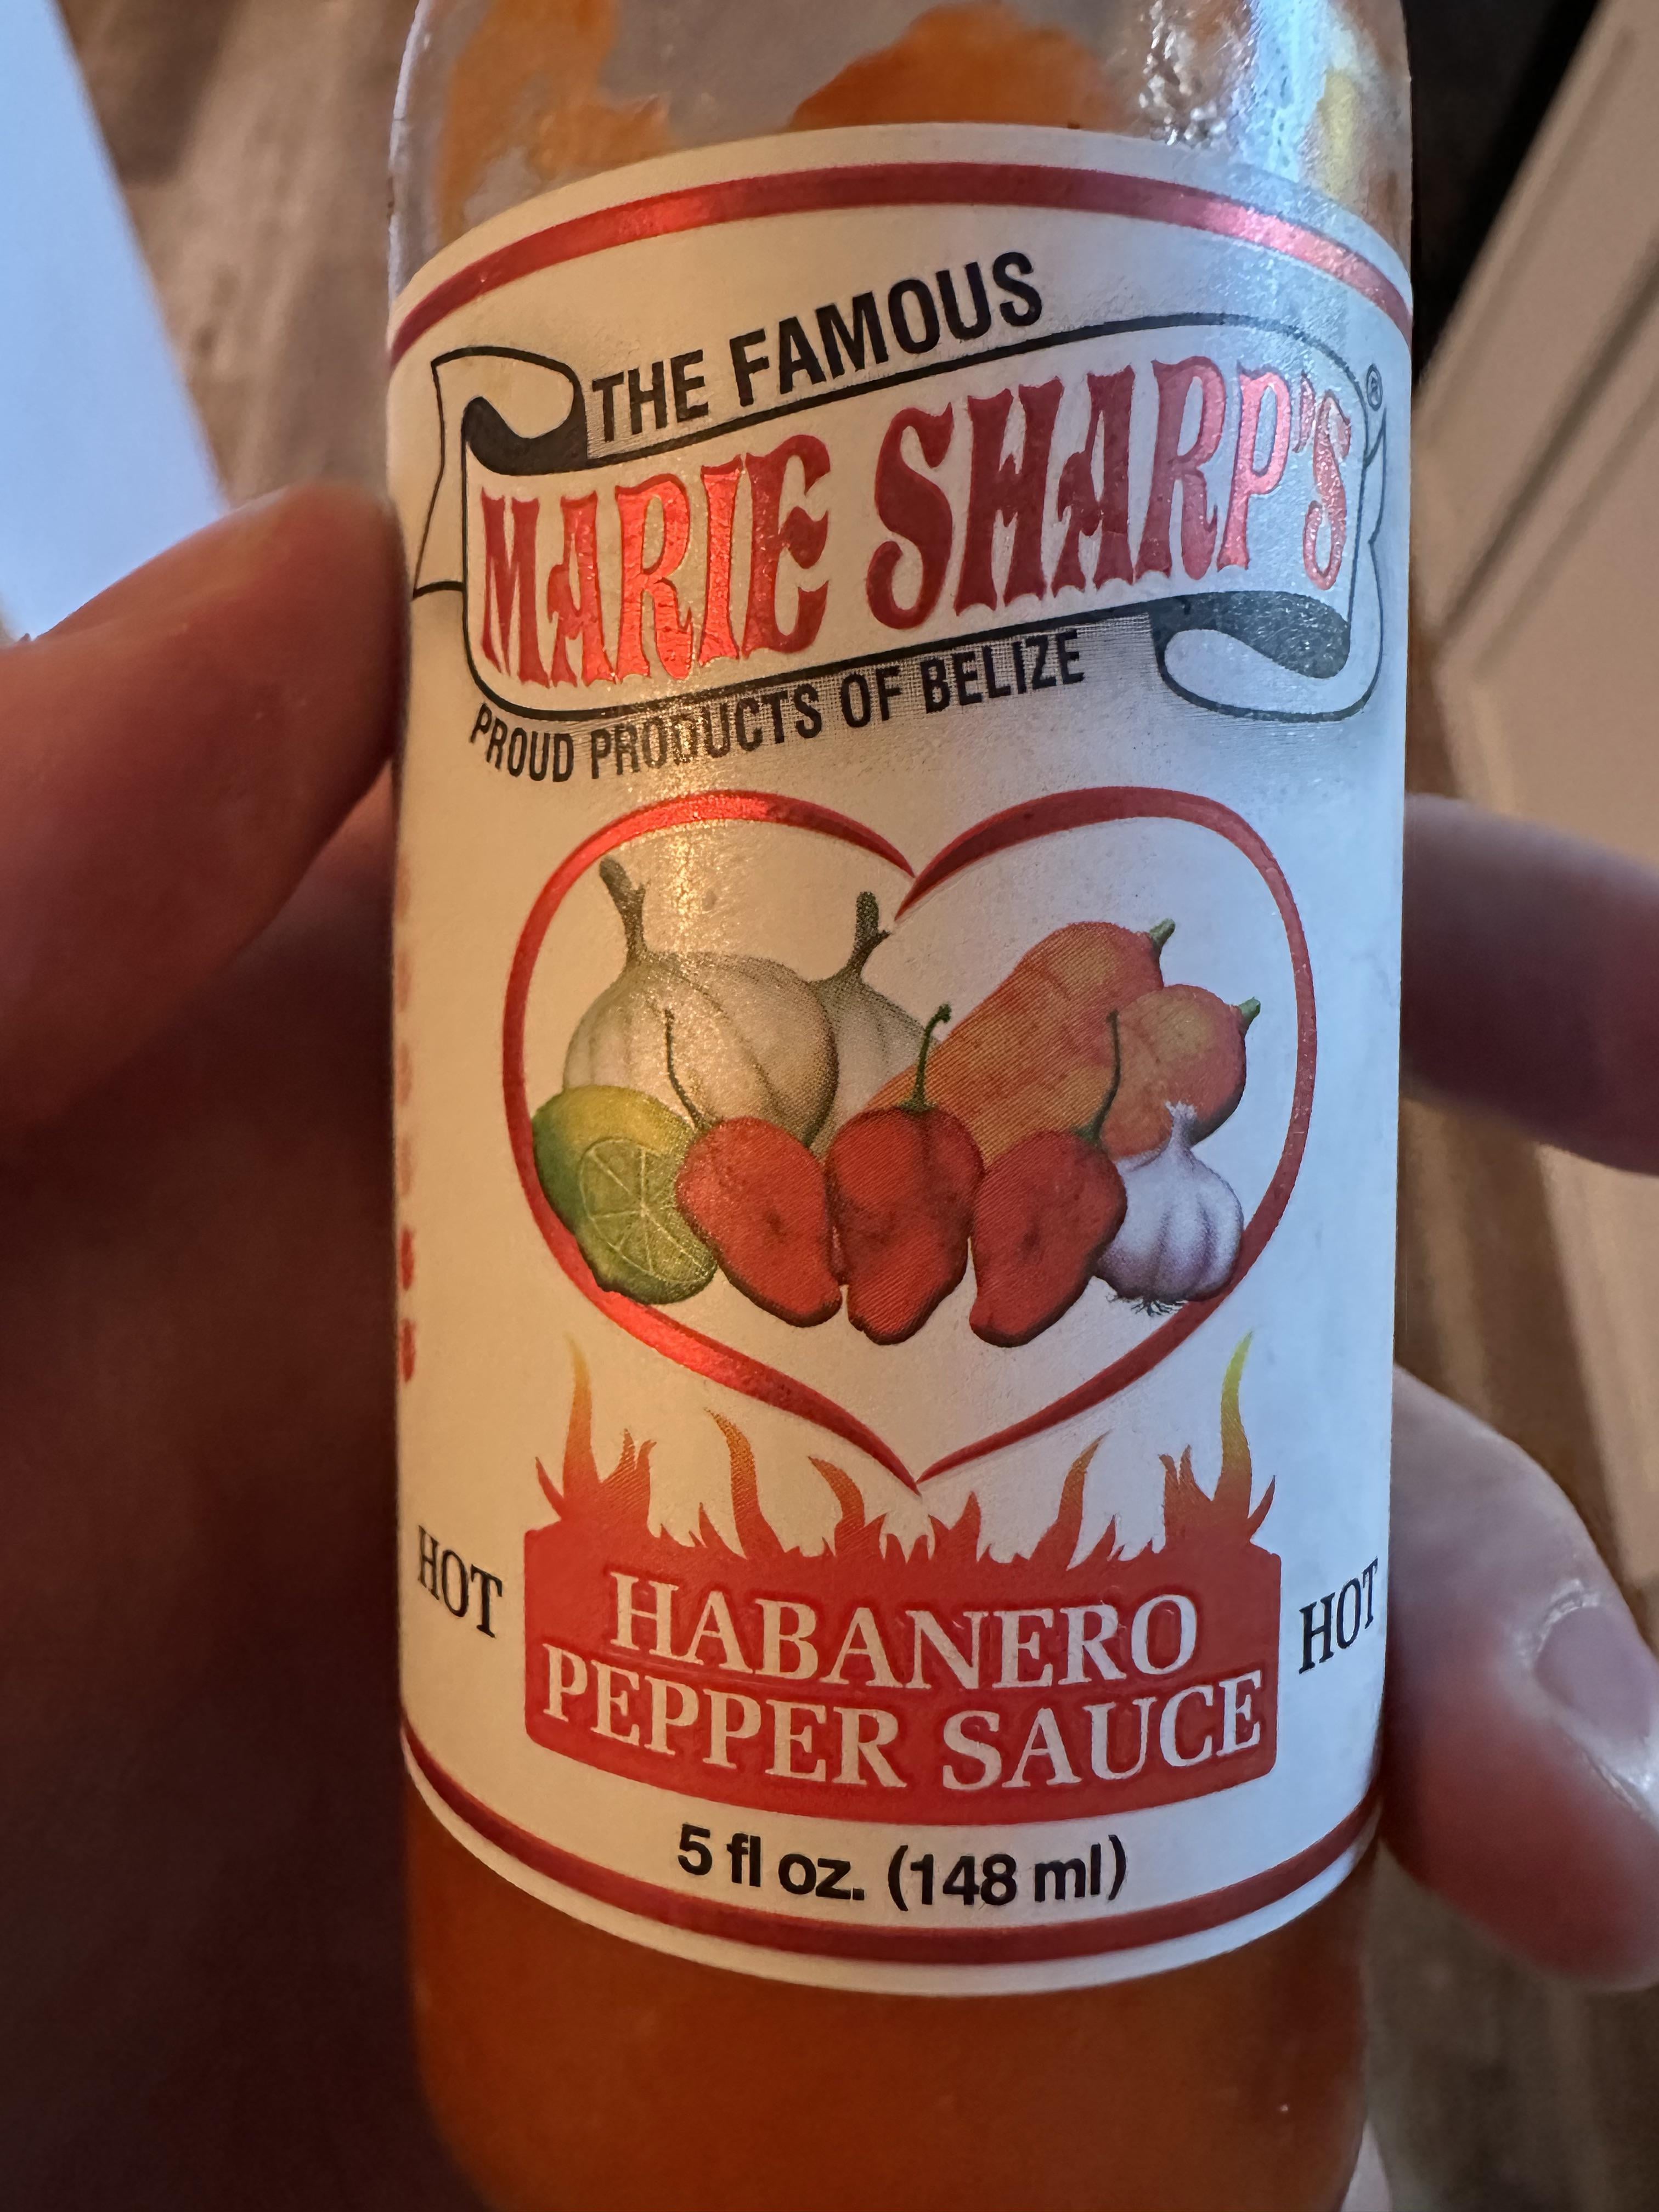 THE FAMOUS
MARIE SHARP'S®
PROUD PRODUCTS OF BELIZE
HOT
HABANERO
PEPPER SAUCE
HOT
5 fl oz. (148 ml)